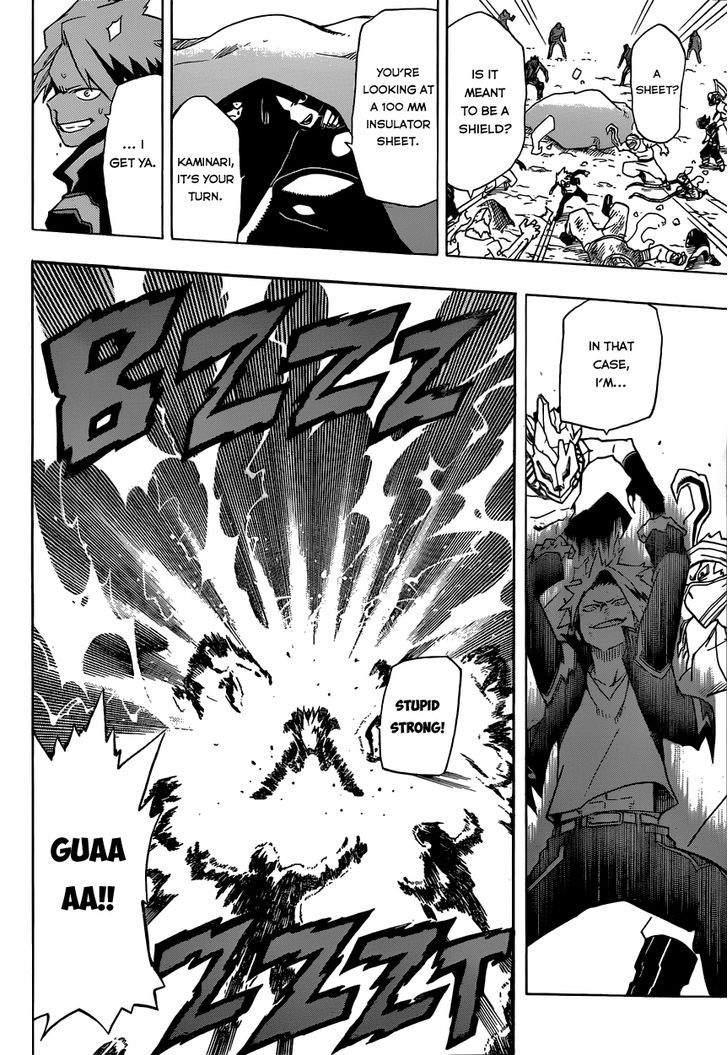 A
SHEET?
IS IT
MEANT
TO BE A
SHIELD?
YOU'RE
LOOKING AT
A 100 MM
INSULATOR
SHEET.
KAMINARI,
IT'S YOUR
TURN.
... I
GET YA.
IN THAT
CASE,
I'M...
BZZZ
STUPID
STRONG!
GUAA
AA!!
ZZZZT